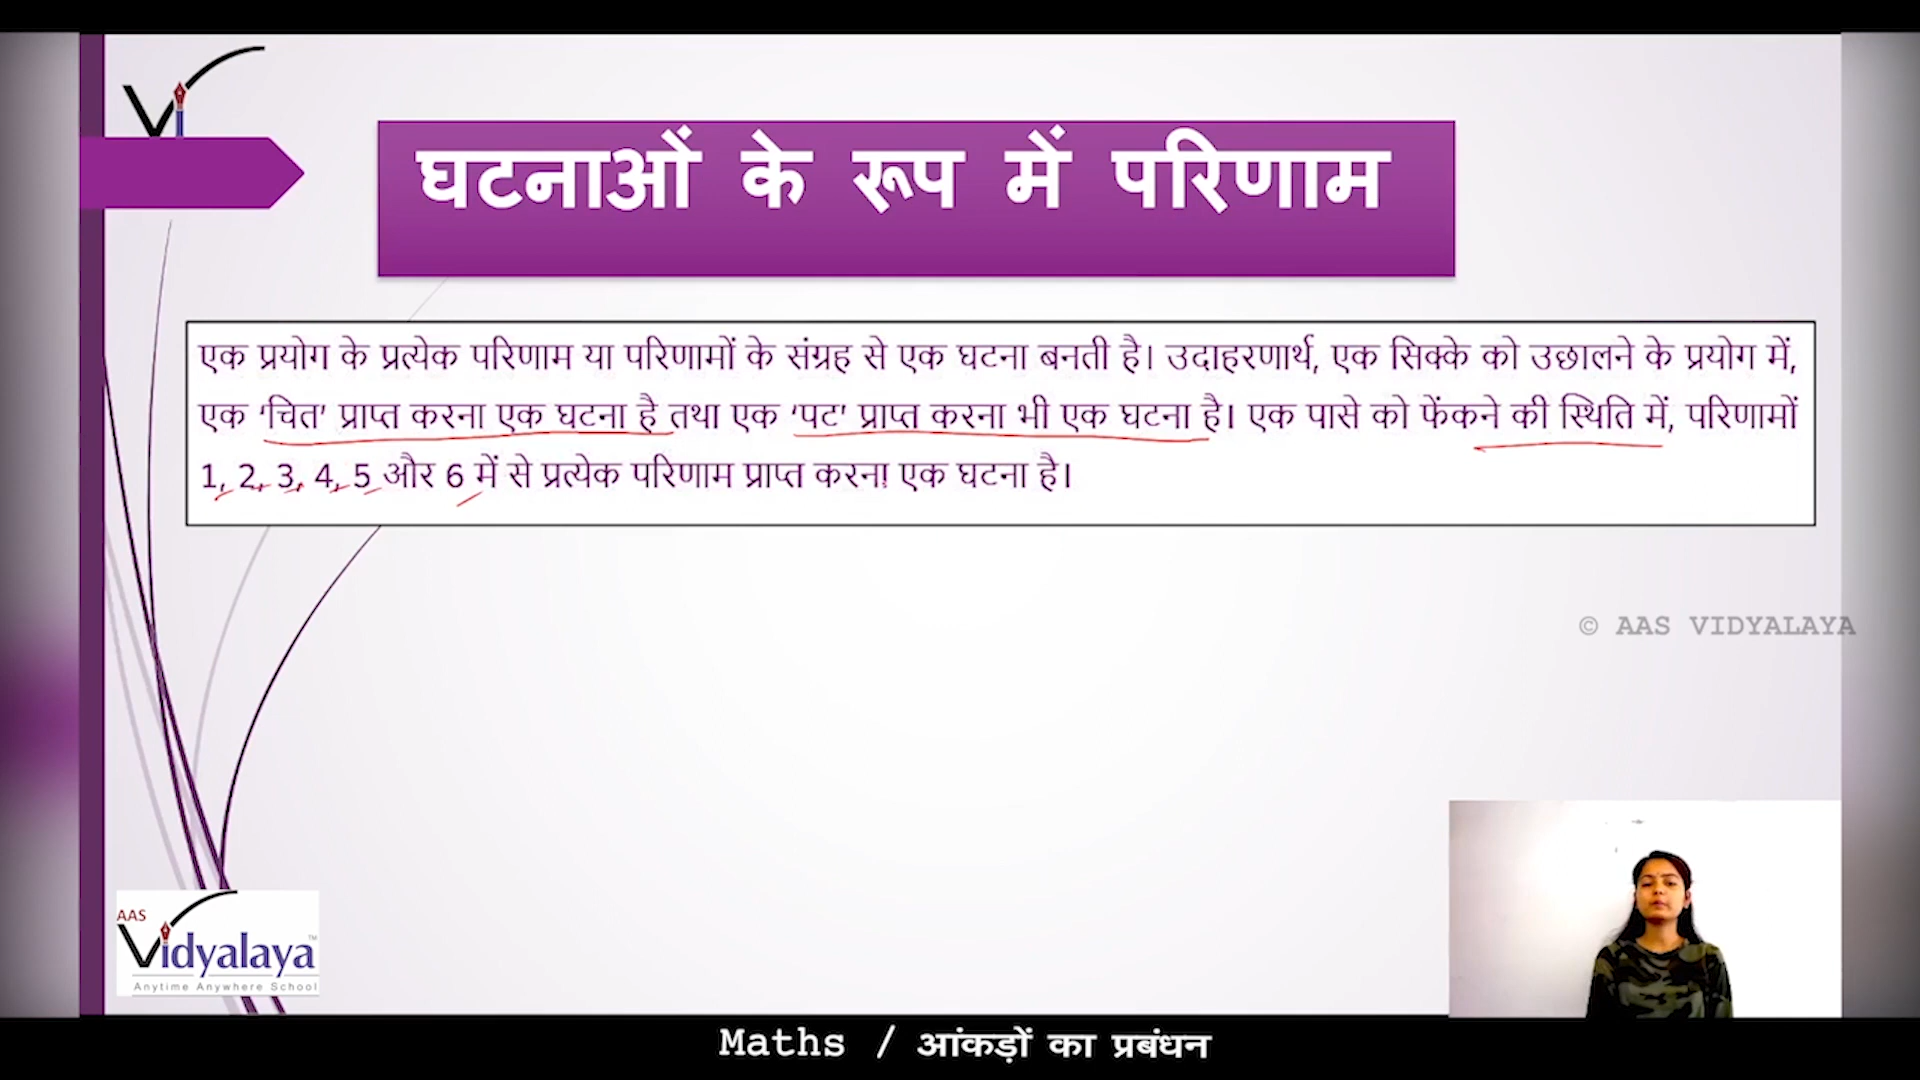 Vi
घटनाओं के रूप में परिणाम
एक प्रयोग के प्रत्येक परिणाम या परिणामों के संग्रह से एक घटना बनती है। उदाहरणार्थ, एक सिक्के को उछालने के प्रयोग में,
एक ‘चित’ प्राप्त करना एक घटना है तथा एक ‘पट’ प्राप्त करना भी एक घटना है। एक पासे को फेंकने की स्थिति में, परिणामों
1, 2, 3, 4, 5 और 6 में से प्रत्येक परिणाम प्राप्त करना एक घटना है।
© AAS VIDYALAYA
AAS
Vidyalaya™
Anytime Anywhere School
Maths / आंकड़ों का प्रबंधन